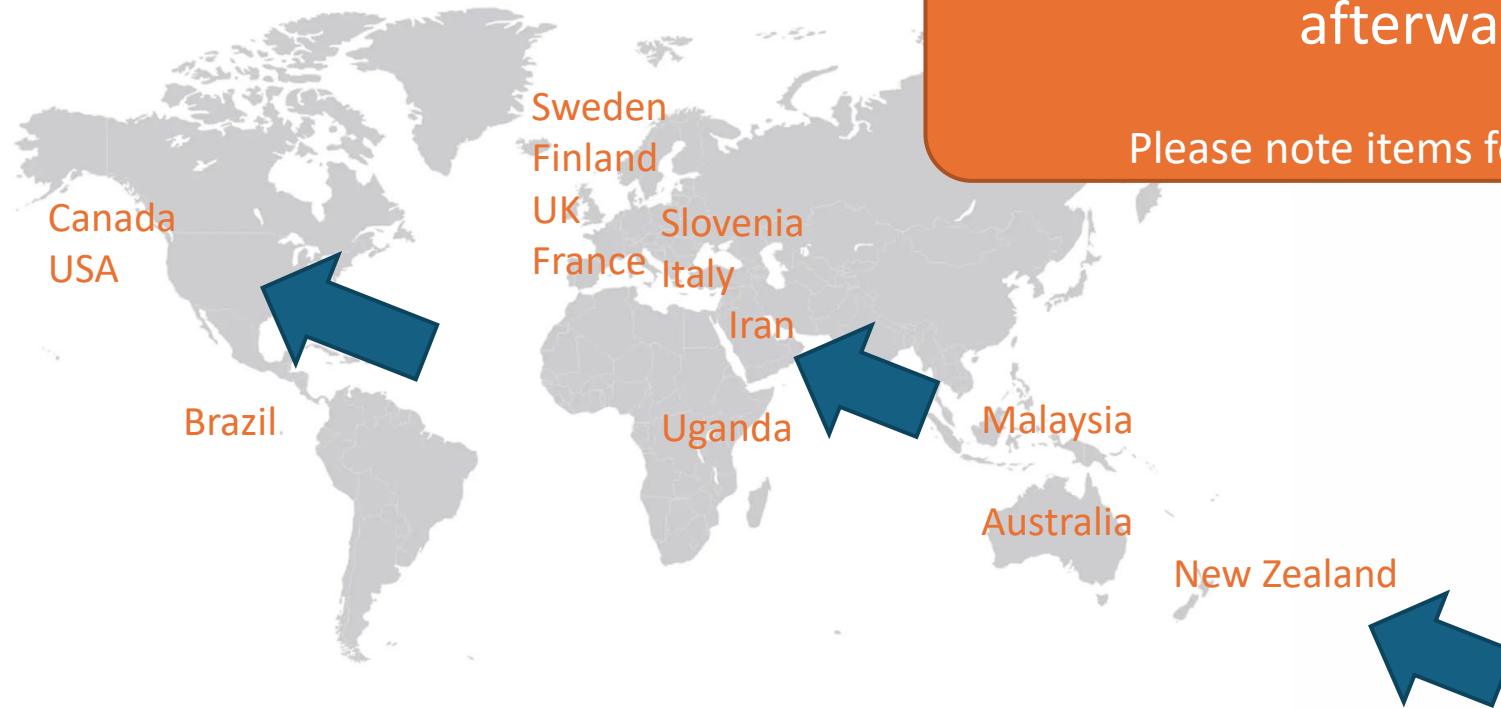 afterwa
Please note items fo
Sweden
Finland
UK
France
Canada
USA
Slovenia
Italy
Iran
Brazil
Uganda
Malaysia
Australia
New Zealand